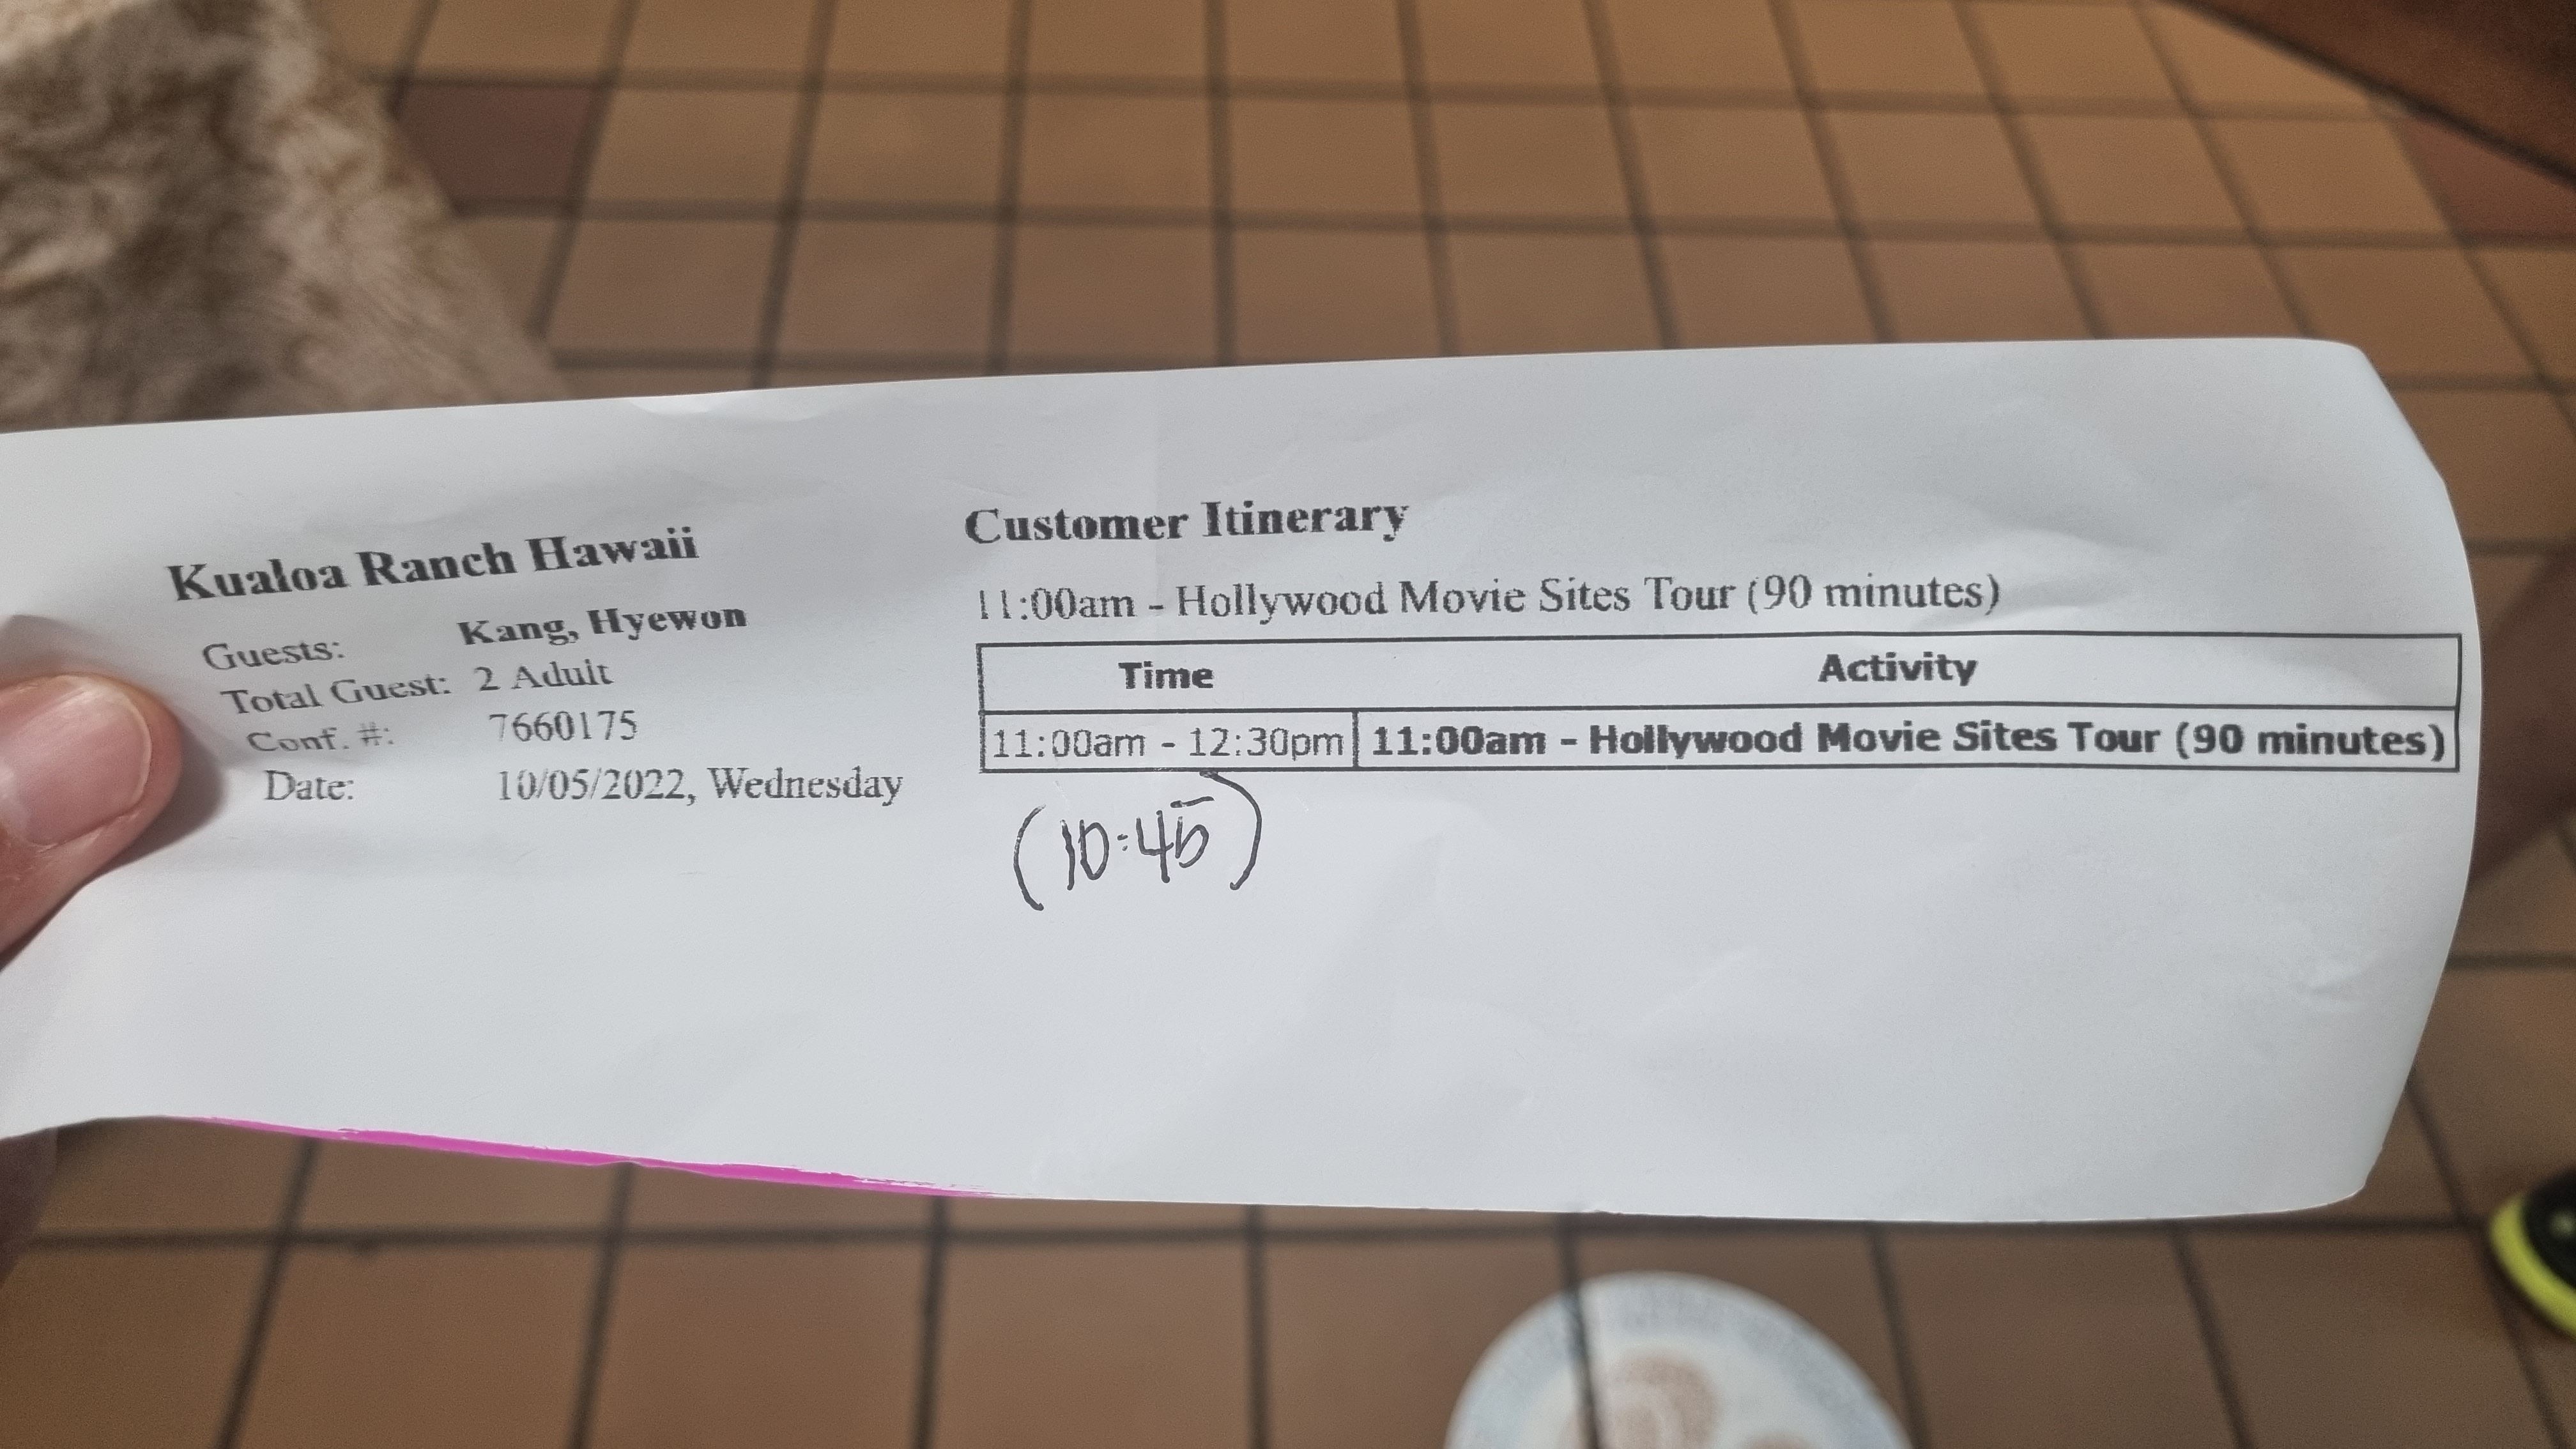 Kualoa Ranch Hawaii
Guests: Kang, Hyewon
Total Guest: 2 Adult
Conf. #: 7660175
Date: 10/05/2022, Wednesday
Customer Itinerary
11:00am - Hollywood Movie Sites Tour (90 minutes)
Time Activity
11:00am - 12:30pm 11:00am - Hollywood Movie Sites Tour (90 minutes)
(10:45)